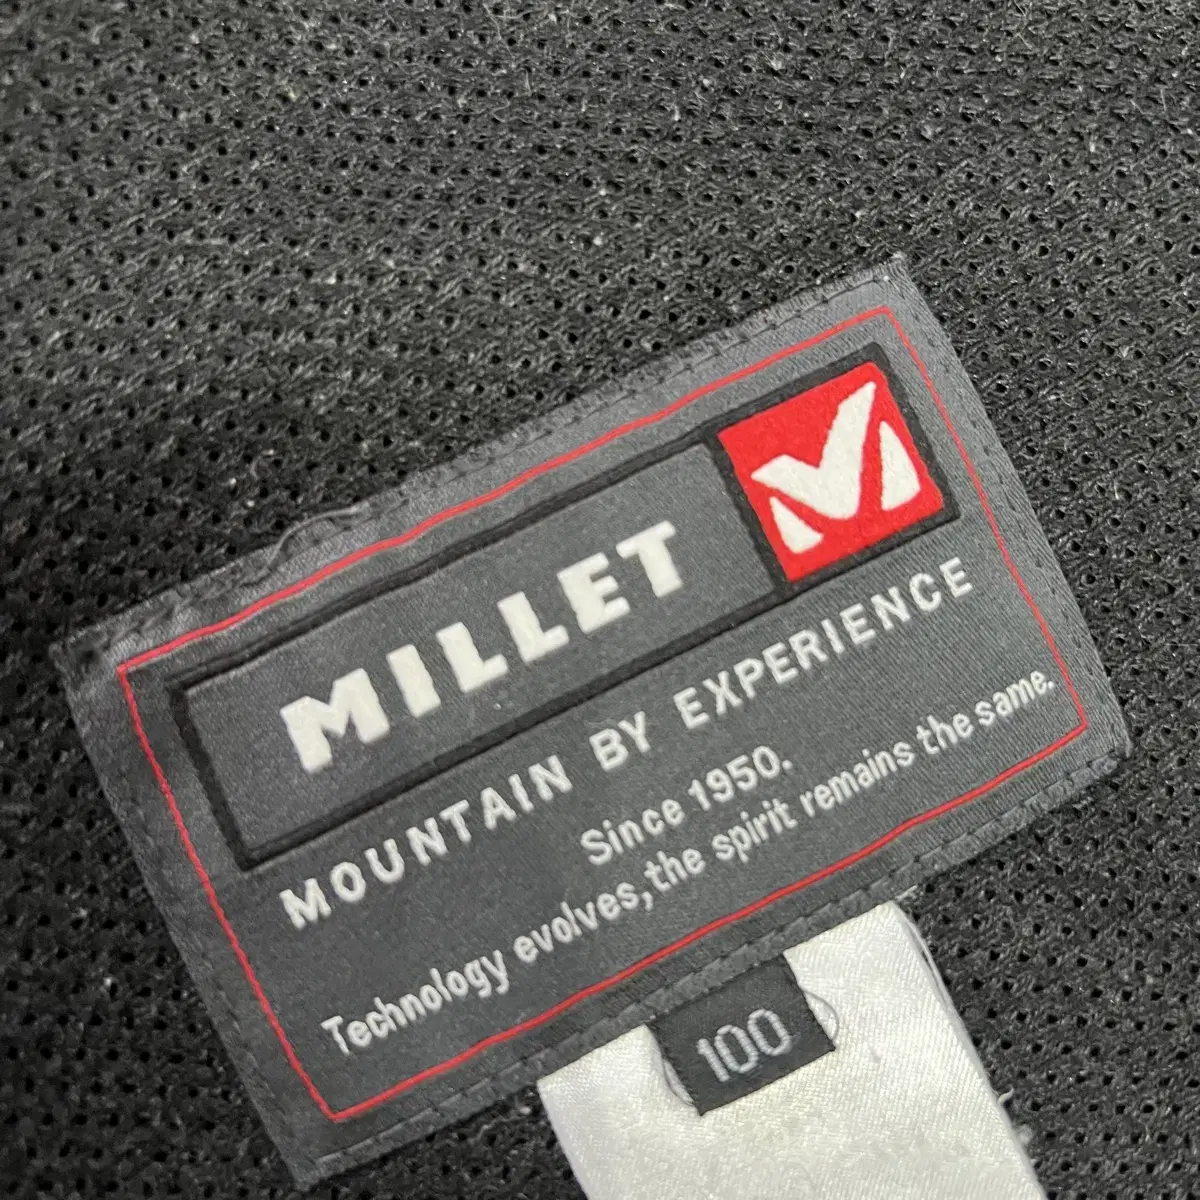 MILLET
MOUNTAIN BY EXPERIENCE
Since 1950.
Technology evolves, the spirit remains the same.
100